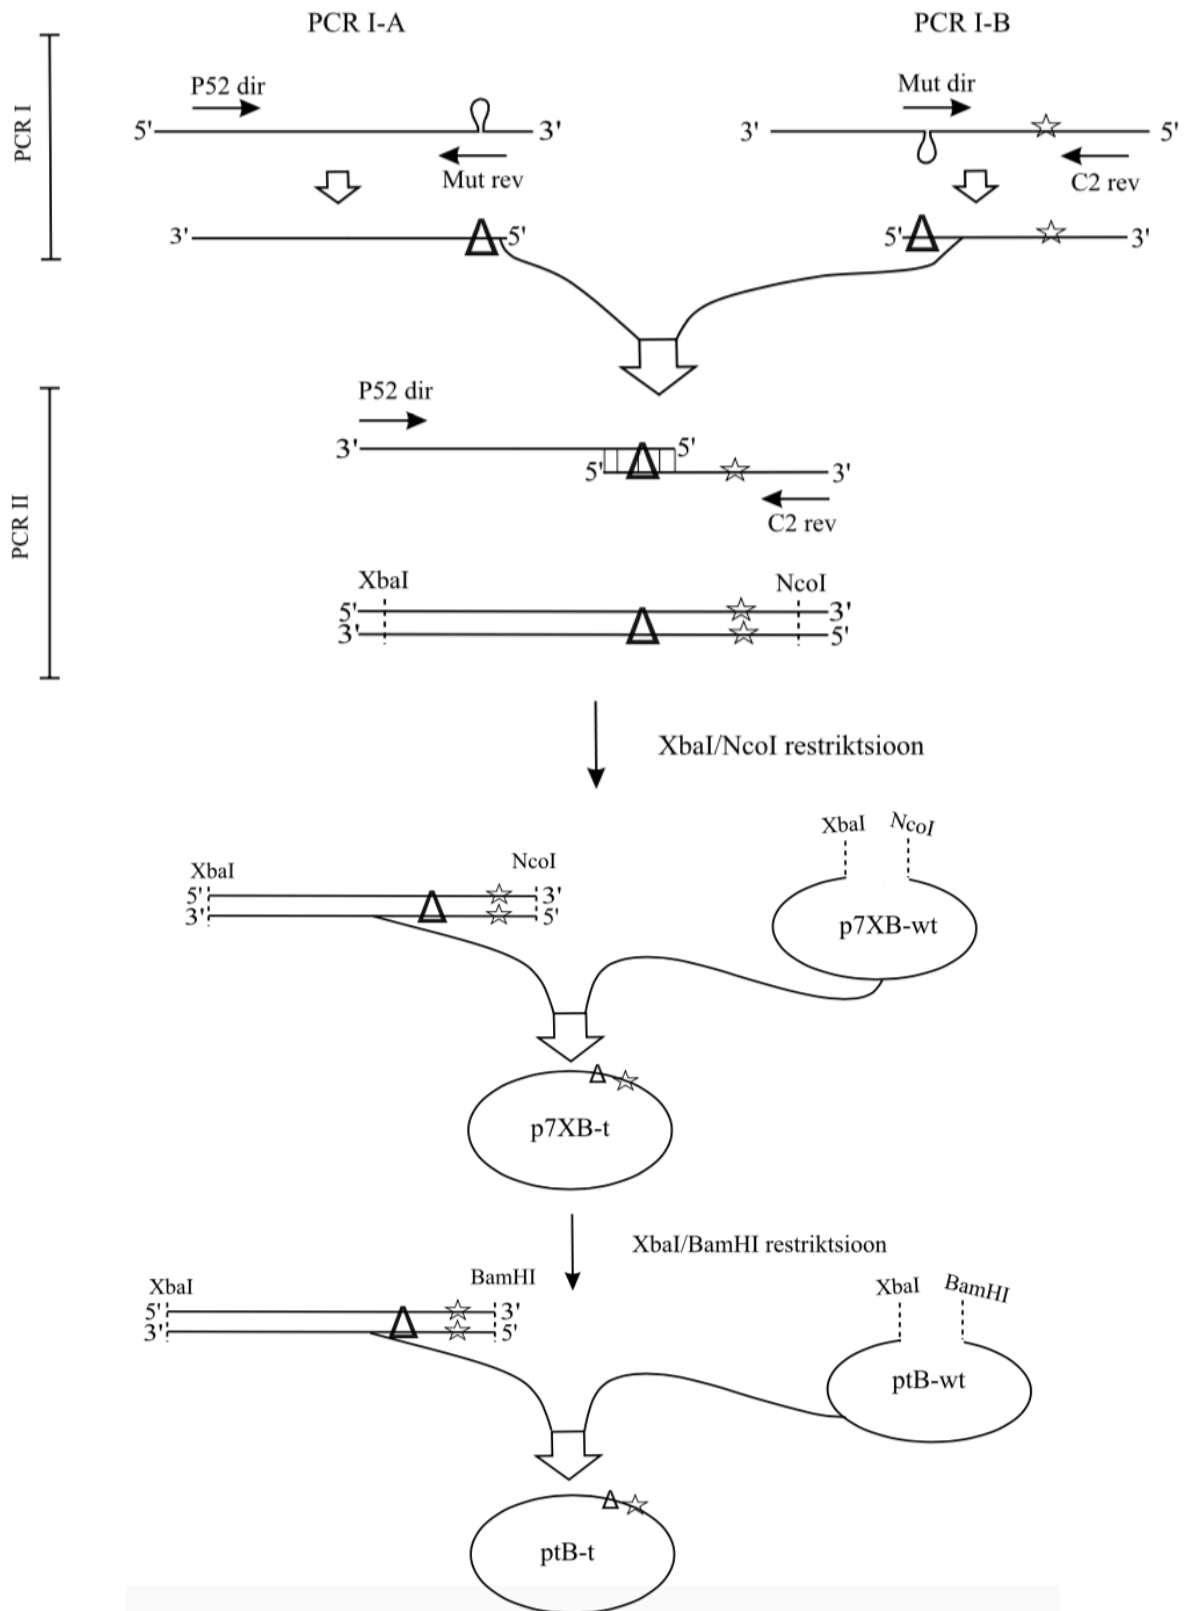 PCR I-A
PCR I-B
PCR I
P52 dir
Mut dir
5'
3'
3'
5'
Mut rev
C2 rev
3'
5'
5'
3'
PCR II
P52 dir
3'
5'
5'
3'
C2 rev
XbaI
NcoI
5'
3'
3'
5'
XbaI/NcoI restriktsioon
XbaI
NcoI
XbaI
NcoI
5'
3'
3'
5'
p7XB-wt
p7XB-t
XbaI/BamHI restriktsioon
XbaI
BamHI
XbaI
BamHI
5'
3'
3'
5'
ptB-wt
ptB-t